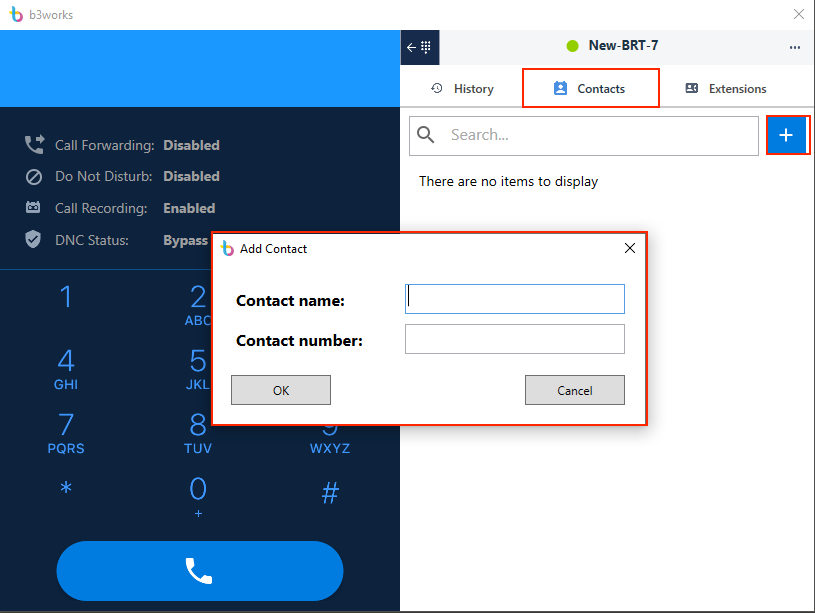 b3works
New-BRT-7
...
History
Contacts
Extensions
Search...
+
There are no items to display
Call Forwarding: Disabled
Do Not Disturb: Disabled
Call Recording: Enabled
DNC Status: Bypass
Add Contact
Contact name:
Contact number:
OK
Cancel
1
2
ABC
4
GHI
5
JKL
7
PQRS
8
TUV
9
WXYZ
*
0
+
#